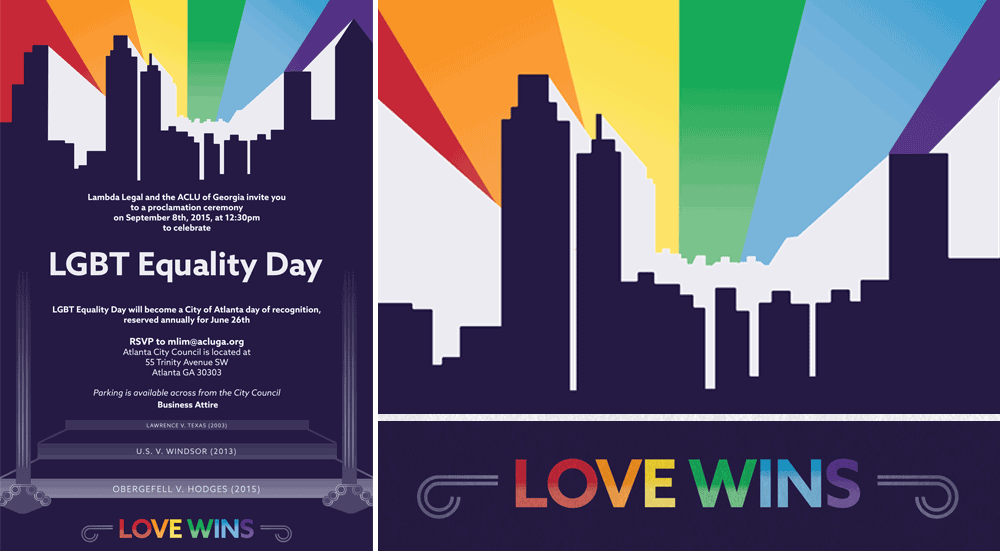 Lambda Legal and the ACLU of Georgia invite you
to a proclamation ceremony
on September 8th, 2015, at 12:30pm
to celebrate
LGBT Equality Day
LGBT Equality Day will become a City of Atlanta day of recognition,
reserved annually for June 26th
RSVP to mlim@acluga.org
Atlanta City Council is located at
55 Trinity Avenue SW
Atlanta GA 30303
Parking is available across from the City Council
Business Attire
LAWRENCE V. TEXAS (2003)
U.S. V. WINDSOR (2013)
OBERGEFELL V. HODGES (2015)
LOVE WINS
LOVE WINS